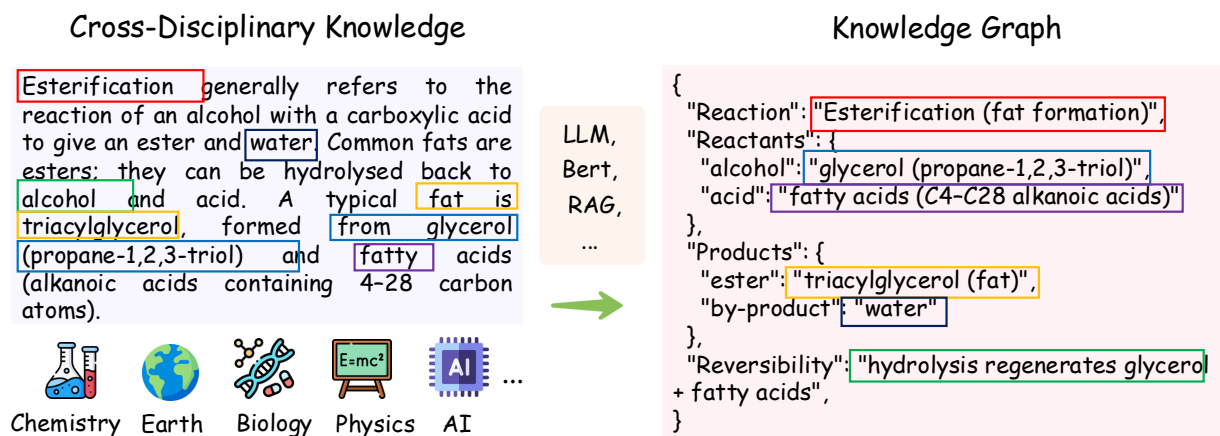 Cross-Disciplinary Knowledge
Esterification generally refers to the
reaction of an alcohol with a carboxylic acid
to give an ester and water. Common fats are
esters; they can be hydrolysed back to
alcohol and acid. A typical fat is
triacylglycerol, formed from glycerol
(propane-1,2,3-triol) and fatty acids
(alkanoic acids containing 4–28 carbon
atoms).
E=mc²
AI
...
Chemistry Earth Biology Physics AI
LLM,
Bert,
RAG,
...
Knowledge Graph
{
"Reaction": "Esterification (fat formation)",
"Reactants": {
"alcohol": "glycerol (propane-1,2,3-triol)",
"acid": "fatty acids (C4–C28 alkanoic acids)"
},
"Products": {
"ester": "triacylglycerol (fat)",
"by-product": "water"
},
"Reversibility": "hydrolysis regenerates glycerol
+ fatty acids",
}